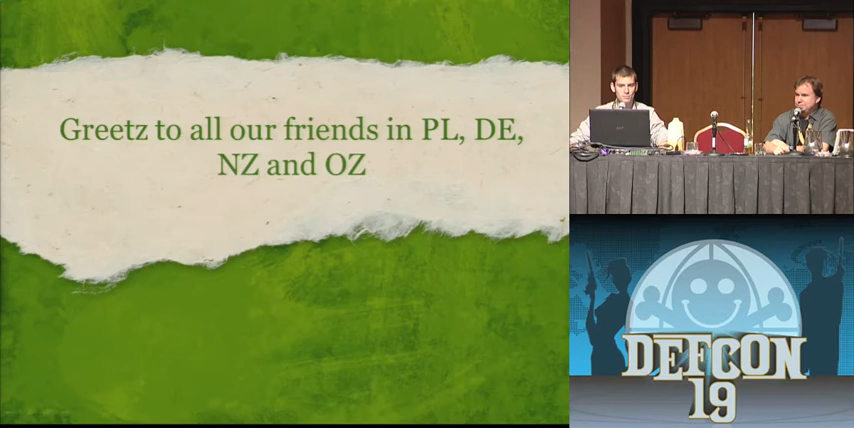 Greetz to all our friends in PL, DE,
NZ and OZ
DEFCON
19